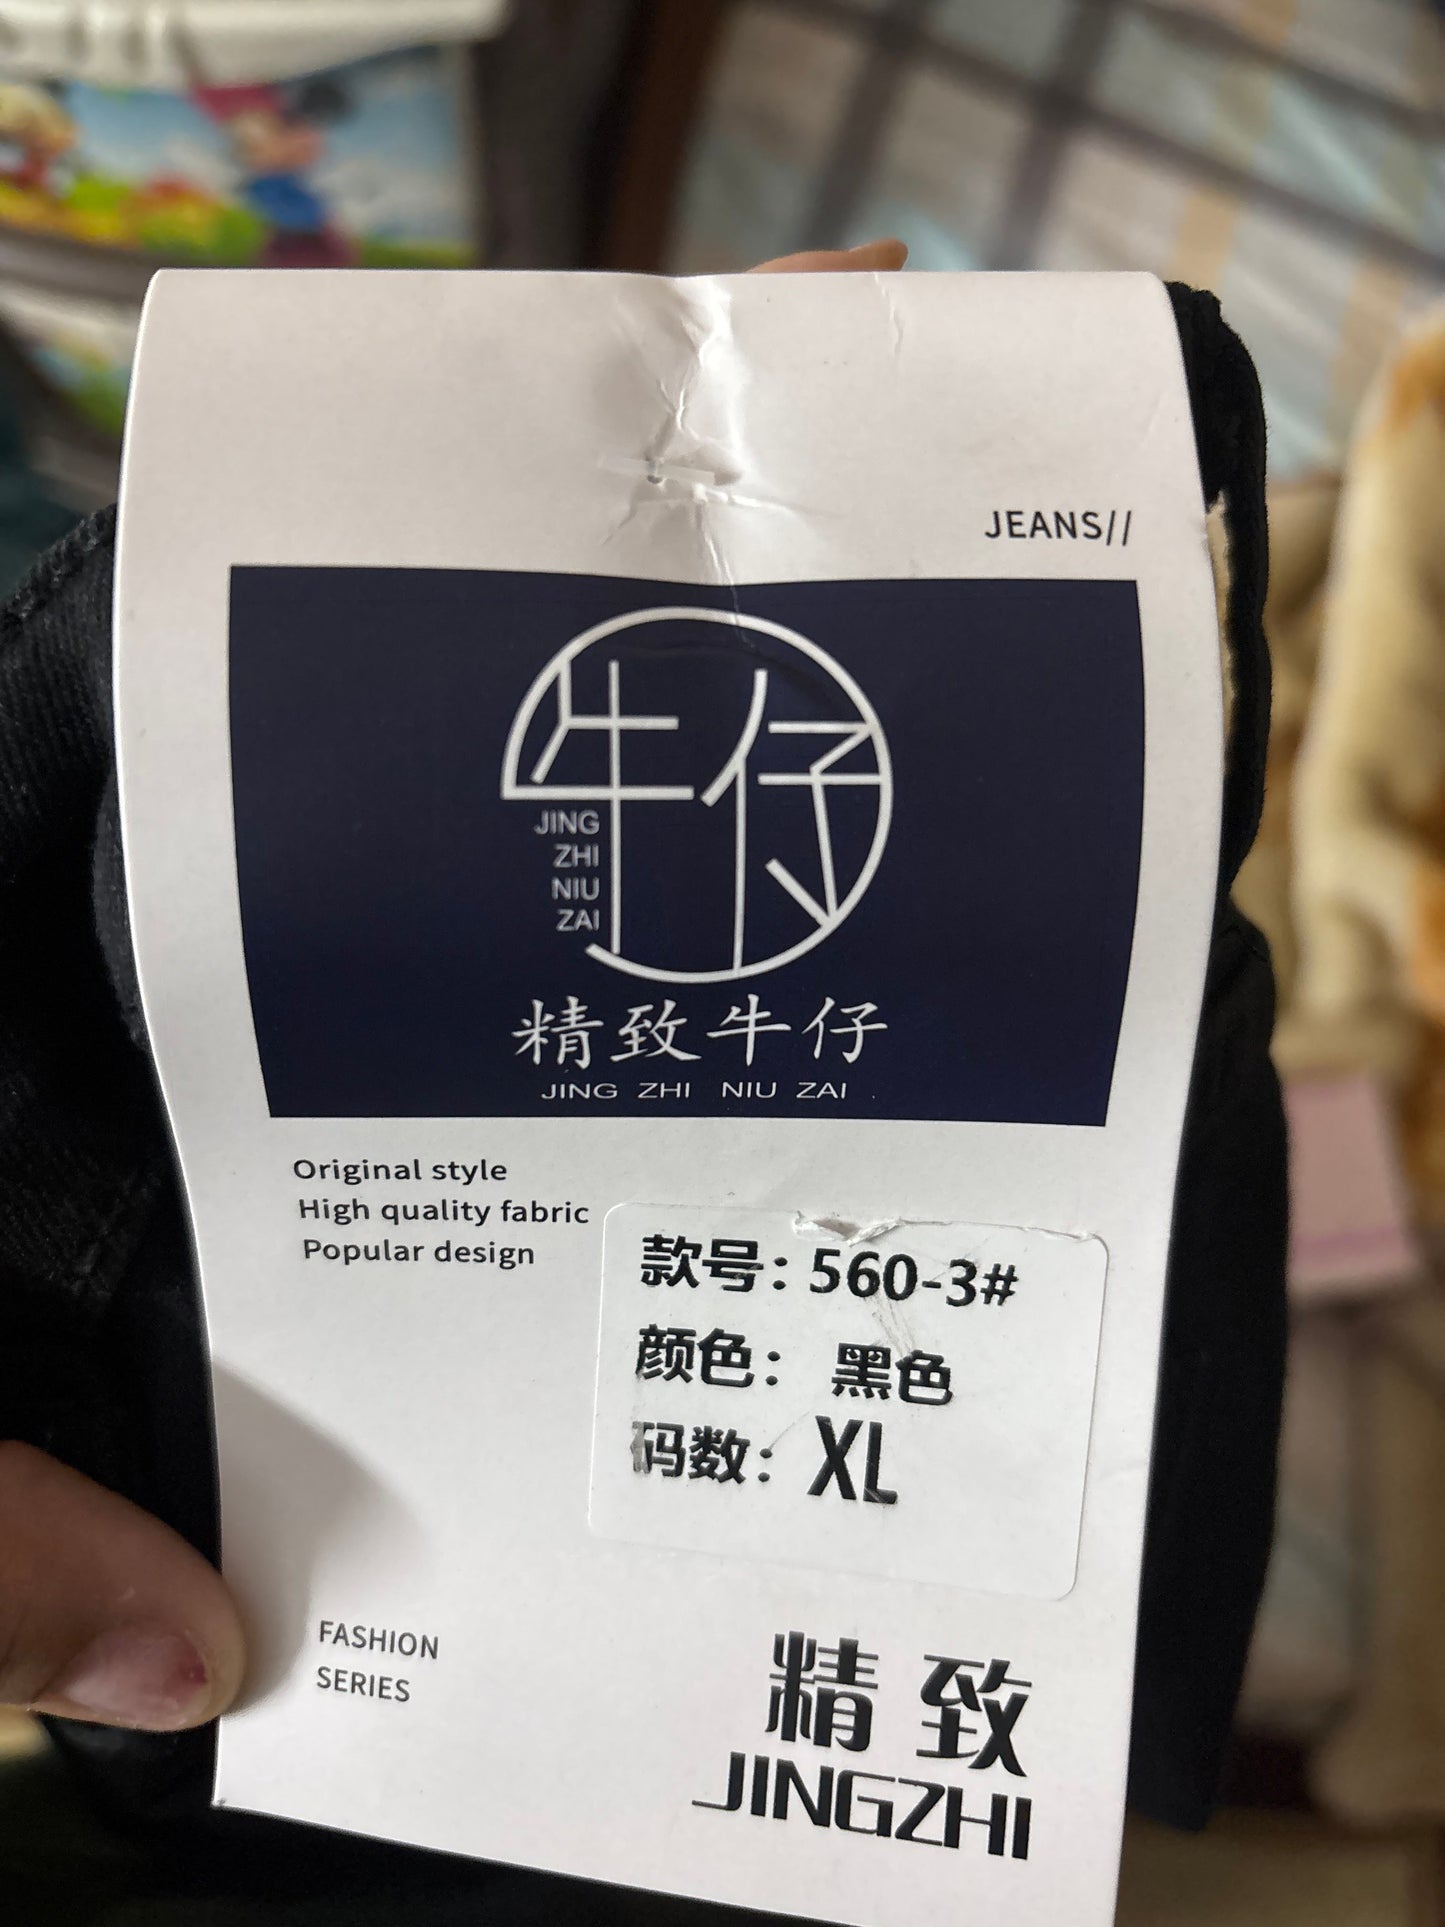 JEANS//
牛仔
JING
ZHI
NIU
ZAI
精致牛仔
JING ZHI NIU ZAI
Original style
High quality fabric
Popular design
款号：560-3#
颜色： 黑色
码数： XL
FASHION
SERIES
精致
JINGZHI